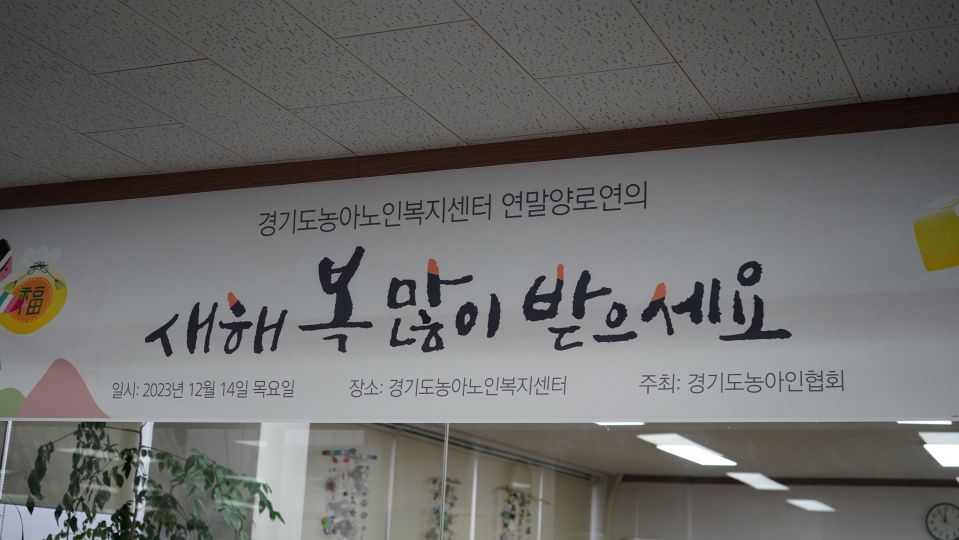 경기도농아노인복지센터 연말양로연의
福
새해 복 많이 받으세요
일시: 2023년 12월 14일 목요일 장소: 경기도농아노인복지센터 주최: 경기도농아인협회